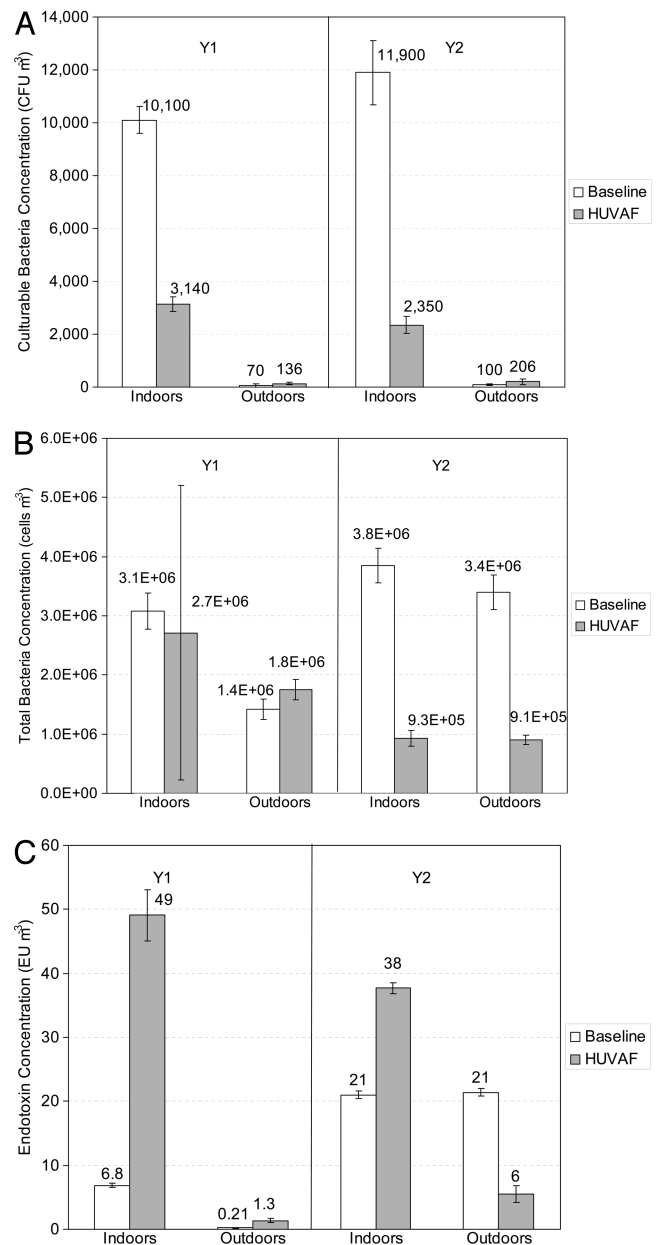 A
Culturable Bacteria Concentration (CFU m-3)
14,000
12,000
10,000
8,000
6,000
4,000
2,000
0
Y1
Y2
10,100
3,140
70
136
11,900
2,350
100
206
Indoors
Outdoors
Indoors
Outdoors
Baseline
HUVAF
B
Total Bacteria Concentration (cells m-3)
6.0E+06
5.0E+06
4.0E+06
3.0E+06
2.0E+06
1.0E+06
0.0E+00
Y1
Y2
3.1E+06
2.7E+06
1.4E+06
1.8E+06
3.8E+06
9.3E+05
3.4E+06
9.1E+05
Indoors
Outdoors
Indoors
Outdoors
Baseline
HUVAF
C
Endotoxin Concentration (EU m-3)
60
50
40
30
20
10
0
Y1
Y2
6.8
49
0.21
1.3
21
38
21
6
Indoors
Outdoors
Indoors
Outdoors
Baseline
HUVAF